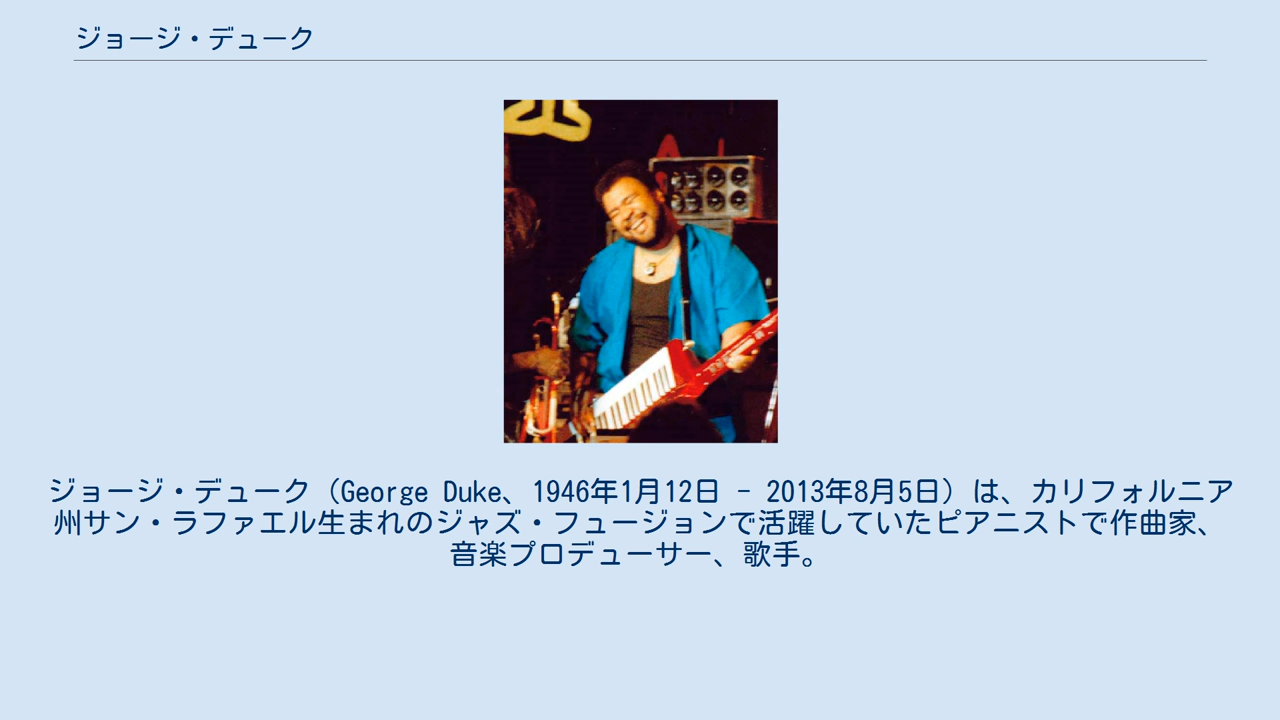 ジョージ・デューク
ジョージ・デューク（George Duke、1946年1月12日 - 2013年8月5日）は、カリフォルニア
州サン・ラファエル生まれのジャズ・フュージョンで活躍していたピアニストで作曲家、
音楽プロデューサー、歌手。